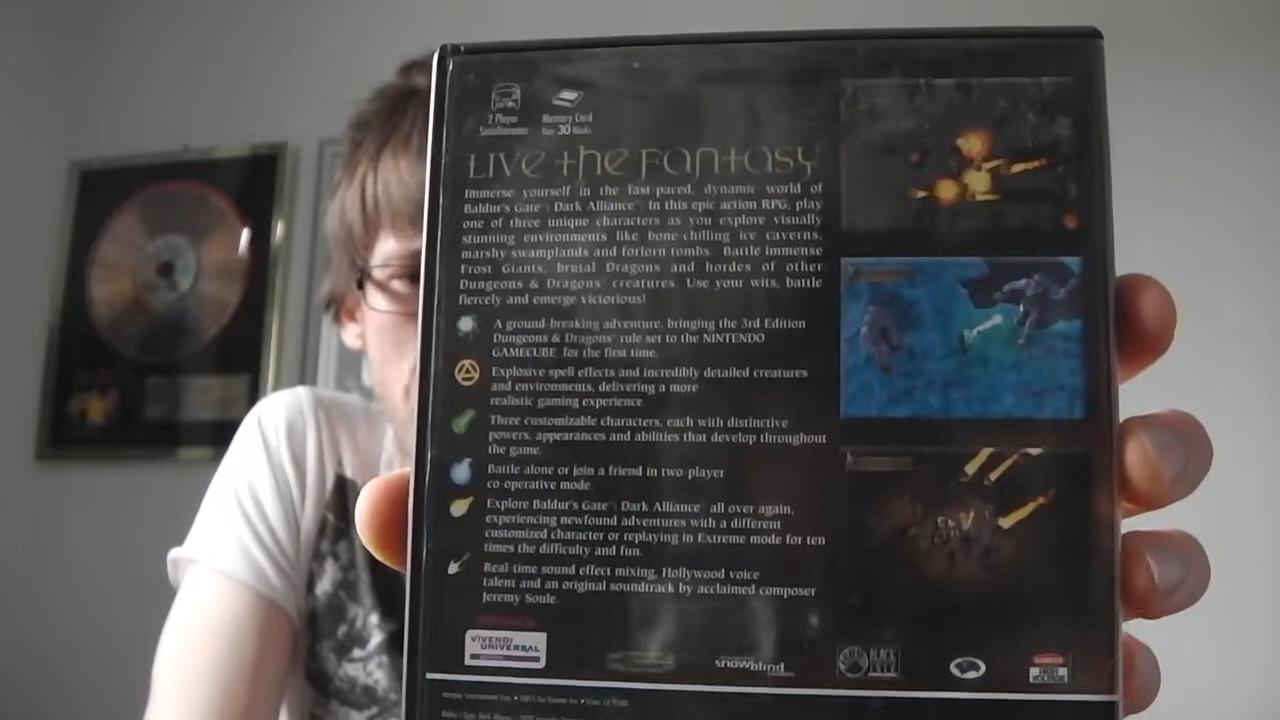 2 Player
Simultaneous
Memory Card
30 Blocks
LIVE the FANTASY
Immerse yourself in the fast-paced, dynamic world of
Baldur's Gate: Dark Alliance™. In this epic action RPG, play
one of three unique characters as you explore visually
stunning environments like bone-chilling ice caverns,
marshy swamplands and forlorn tombs. Battle immense
Frost Giants, brutal Dragons and hordes of other
Dungeons & Dragons® creatures. Use your wits, battle
fiercely and emerge victorious!
A ground-breaking adventure, bringing the 3rd Edition
Dungeons & Dragons® rule set to the NINTENDO
GAMECUBE™ for the first time.
Explosive spell effects and incredibly detailed creatures
and environments, delivering a more
realistic gaming experience
Three customizable characters, each with distinctive
powers, appearances and abilities that develop throughout
the game.
Battle alone or join a friend in two-player
co-operative mode.
Explore Baldur's Gate: Dark Alliance™ all over again,
experiencing newfound adventures with a different
customized character or replaying in Extreme mode for ten
times the difficulty and fun.
Real-time sound effect mixing, Hollywood voice
talent and an original soundtrack by acclaimed composer
Jeremy Soule.
VIVENDI
UNIVERSAL
snowblind
BLACK
ISLE